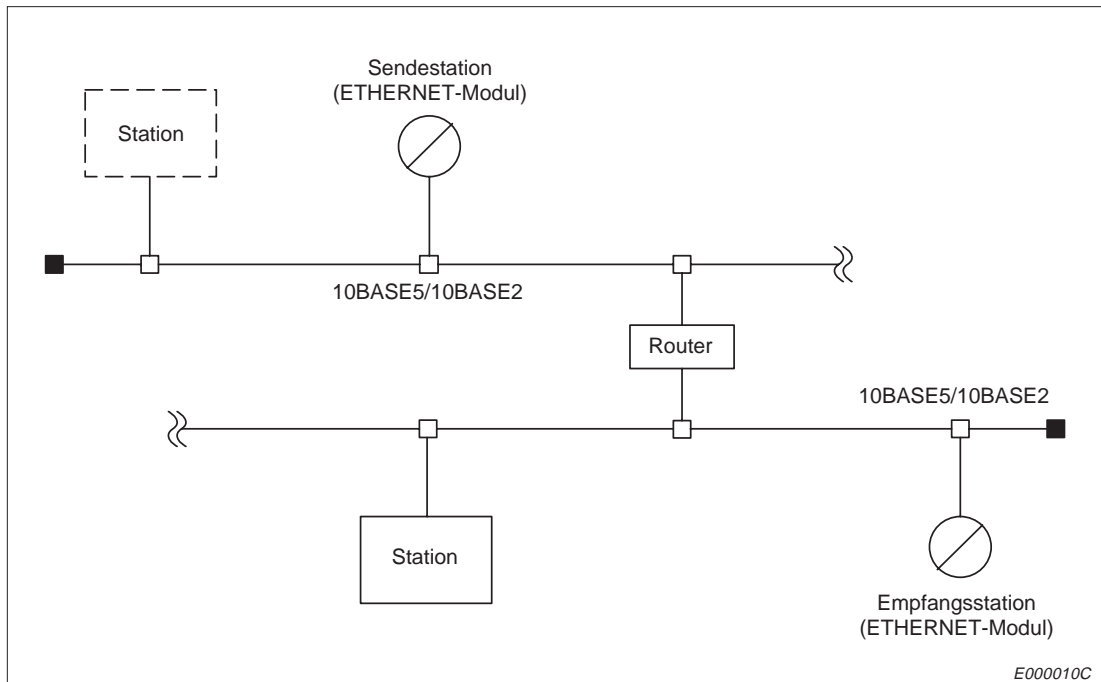 Sendestation
(ETHERNET-Modul)
Station
10BASE5/10BASE2
Router
10BASE5/10BASE2
Station
Empfangsstation
(ETHERNET-Modul)
E000010C